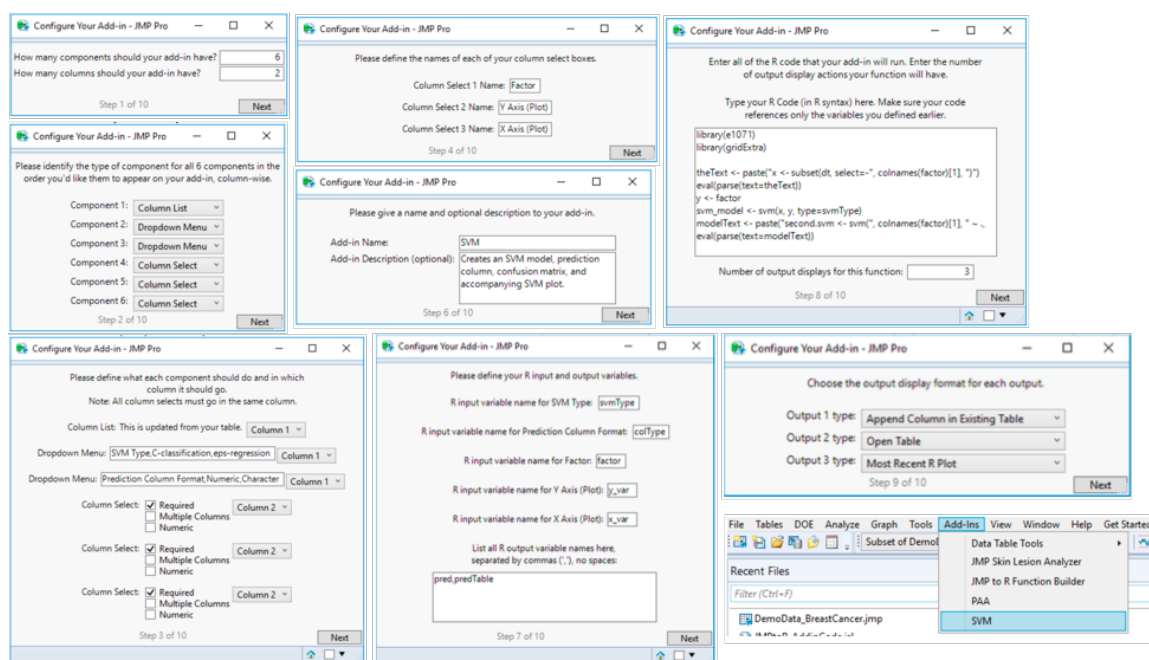 Configure Your Add-in - JMP Pro
How many components should your add-in have? 6
How many columns should your add-in have? 2
Step 1 of 10
Next
Configure Your Add-in - JMP Pro
Please identify the type of component for all 6 components in the
order you'd like them to appear on your add-in, column-wise.
Component 1: Column List
Component 2: Dropdown Menu
Component 3: Dropdown Menu
Component 4: Column Select
Component 5: Column Select
Component 6: Column Select
Step 2 of 10
Next
Configure Your Add-in - JMP Pro
Please define the names of each of your column select boxes.
Column Select 1 Name: Factor
Column Select 2 Name: Y Axis (Plot)
Column Select 3 Name: X Axis (Plot)
Step 4 of 10
Next
Configure Your Add-in - JMP Pro
Please give a name and optional description to your add-in.
Add-in Name: SVM
Add-in Description (optional): Creates an SVM model, prediction
column, confusion matrix, and
accompanying SVM plot.
Step 6 of 10
Next
Configure Your Add-in - JMP Pro
Enter all of the R code that your add-in will run. Enter the number
of output display actions your function will have.
Type your R Code (in R syntax) here. Make sure your code
references only the variables you defined earlier.
library(e1071)
library(gridExtra)
theText <- paste("x <- subset(dt, select=-", colnames(factor)[1], ")")
eval(parse(text=theText))
y <- factor
svm_model <- svm(x, y, type=svmType)
modelText <- paste("second.svm <- svm(", colnames(factor)[1], " ~ .,
eval(parse(text=modelText))
Number of output displays for this function: 3
Step 8 of 10
Next
Configure Your Add-in - JMP Pro
Please define what each component should do and in which
column it should go.
Note: All column selects must go in the same column.
Column List: This is updated from your table. Column 1
Dropdown Menu: SVM Type,C-classification,eps-regression Column 1
Dropdown Menu: Prediction Column Format,Numeric,Character Column 1
Column Select: Required Column 2
Multiple Columns
Numeric
Column Select: Required Column 2
Multiple Columns
Numeric
Column Select: Required Column 2
Multiple Columns
Numeric
Step 3 of 10
Next
Configure Your Add-in - JMP Pro
Please define your R input and output variables.
R input variable name for SVM Type: svmType
R input variable name for Prediction Column Format: colType
R input variable name for Factor: factor
R input variable name for Y Axis (Plot): y_var
R input variable name for X Axis (Plot): x_var
List all R output variable names here,
separated by commas (','), no spaces:
pred,predTable
Step 7 of 10
Next
Configure Your Add-in - JMP Pro
Choose the output display format for each output.
Output 1 type: Append Column in Existing Table
Output 2 type: Open Table
Output 3 type: Most Recent R Plot
Step 9 of 10
Next
File Tables DOE Analyze Graph Tools Add-Ins View Window Help Get Started
Subset of DemoD
Data Table Tools
Recent Files
JMP Skin Lesion Analyzer
JMP to R Function Builder
Filter (Ctrl+F)
PAA
DemoData_BreastCancer.jmp
SVM